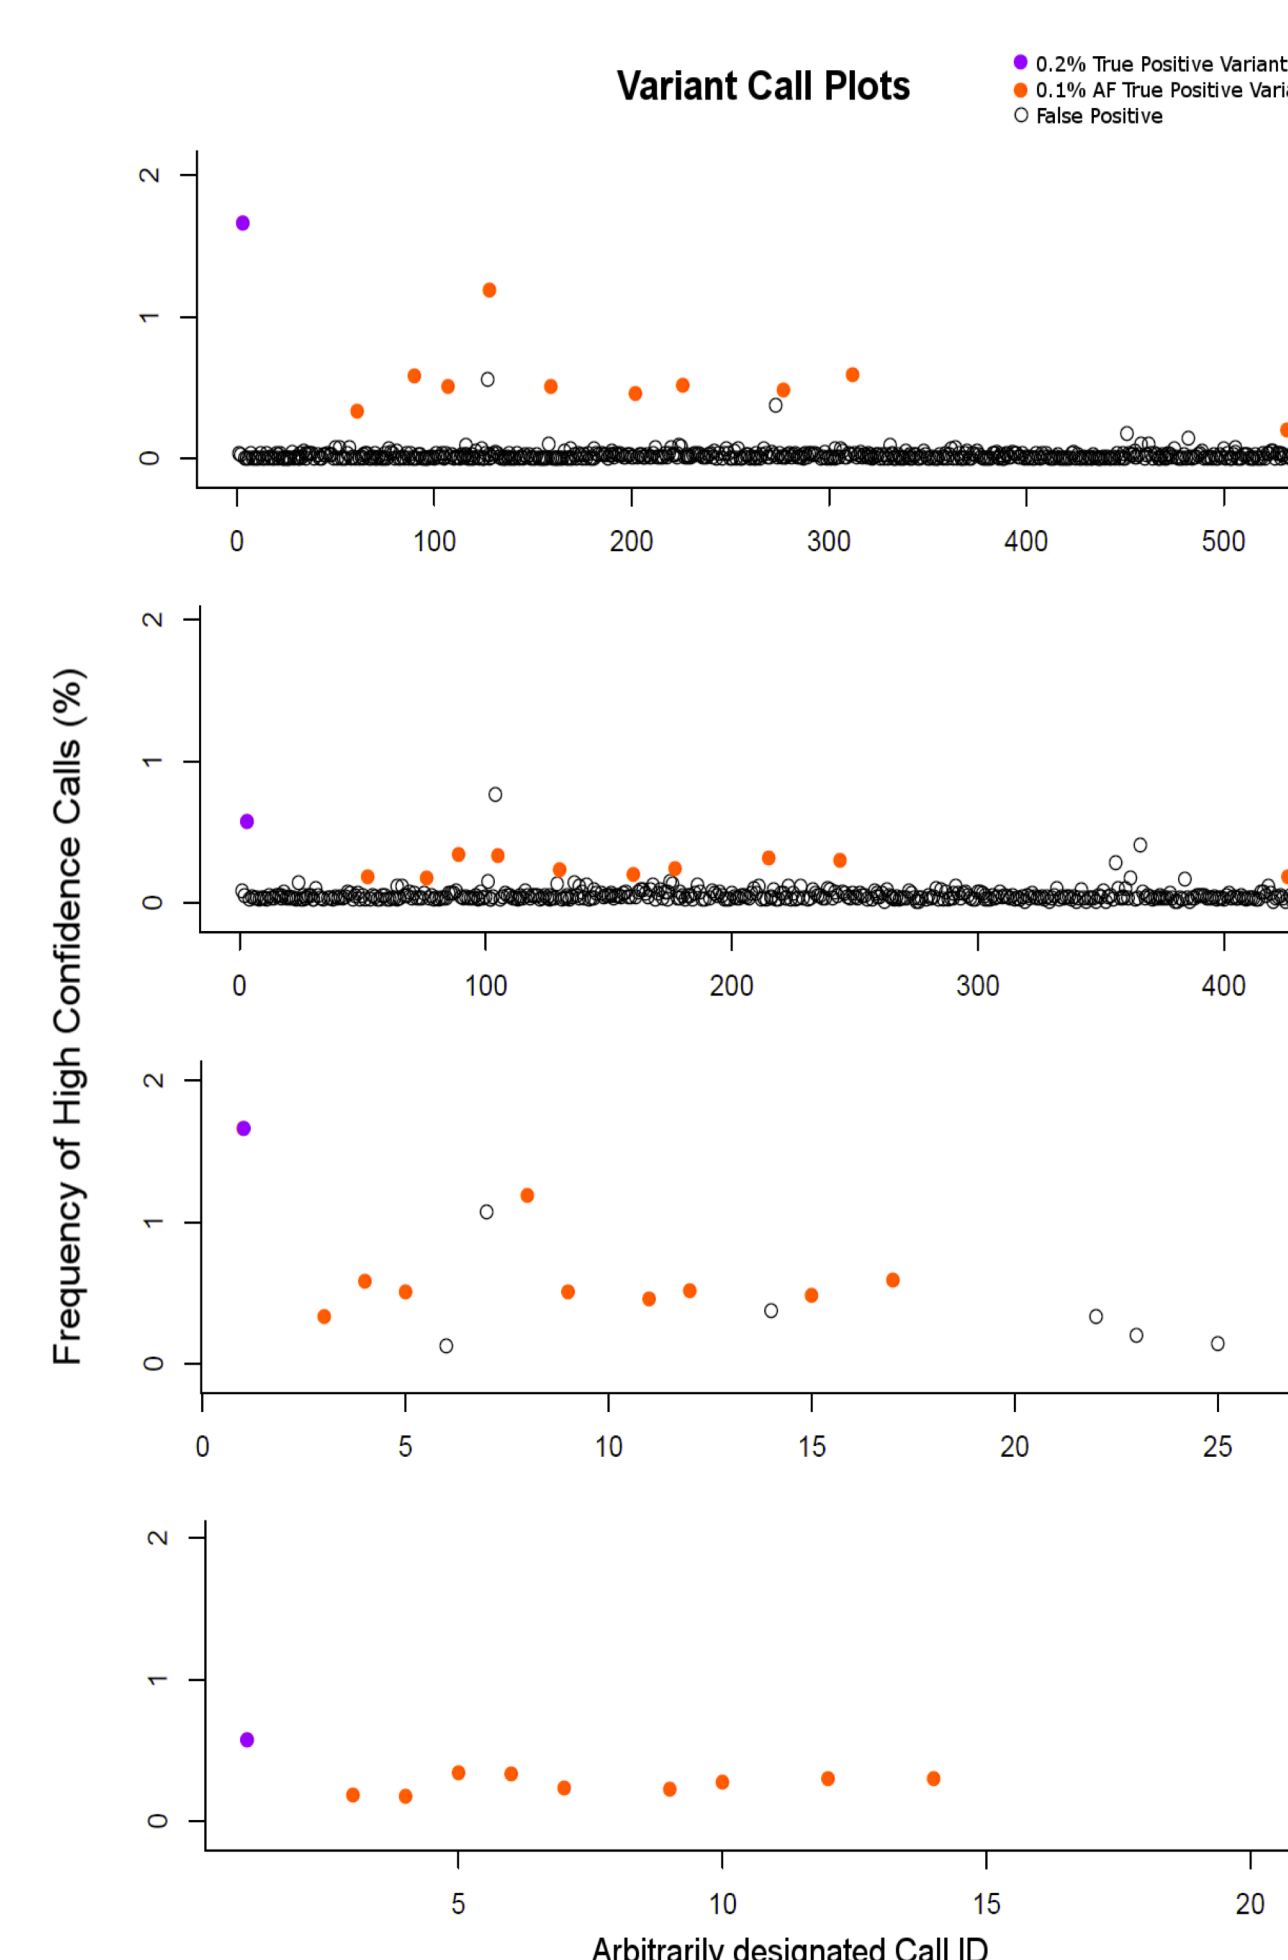 Variant Call Plots
0.2% True Positive Variant
0.1% AF True Positive Vari
False Positive
Frequency of High Confidence Calls (%)
2
1
0
0 100 200 300 400 500
2
1
0
0 100 200 300 400
2
1
0
0 5 10 15 20 25
2
1
0
5 10 15 20
Arbitrarily designated Call ID